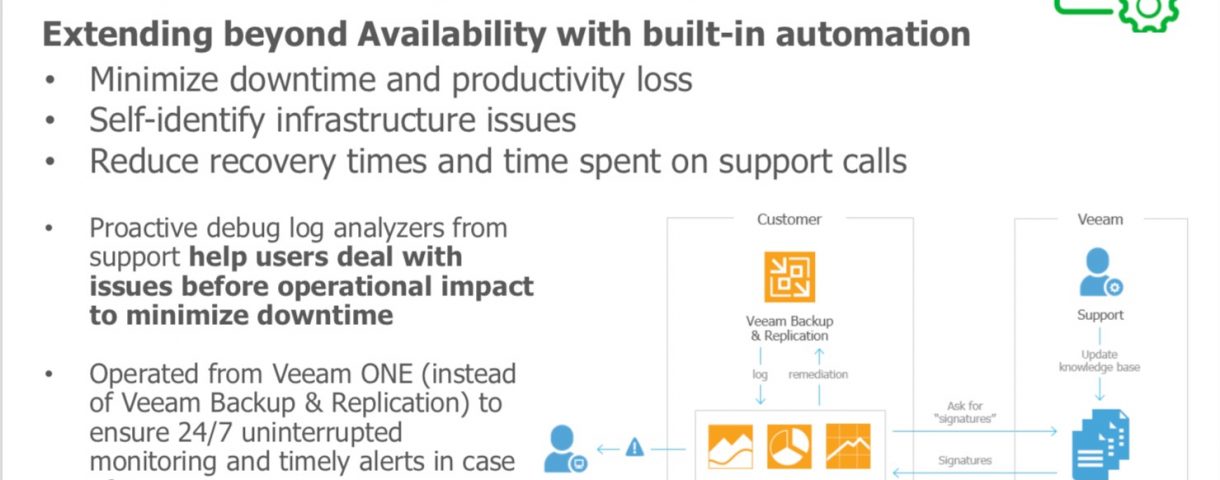 Extending beyond Availability with built-in automation
• Minimize downtime and productivity loss
• Self-identify infrastructure issues
• Reduce recovery times and time spent on support calls
• Proactive debug log analyzers from
support help users deal with
issues before operational impact
to minimize downtime
• Operated from Veeam ONE (instead
of Veeam Backup & Replication) to
ensure 24/7 uninterrupted
monitoring and timely alerts in case
Customer
Veeam Backup
& Replication
log
remediation
Ask for
"signatures"
Signatures
Veeam
Support
Update
knowledge base